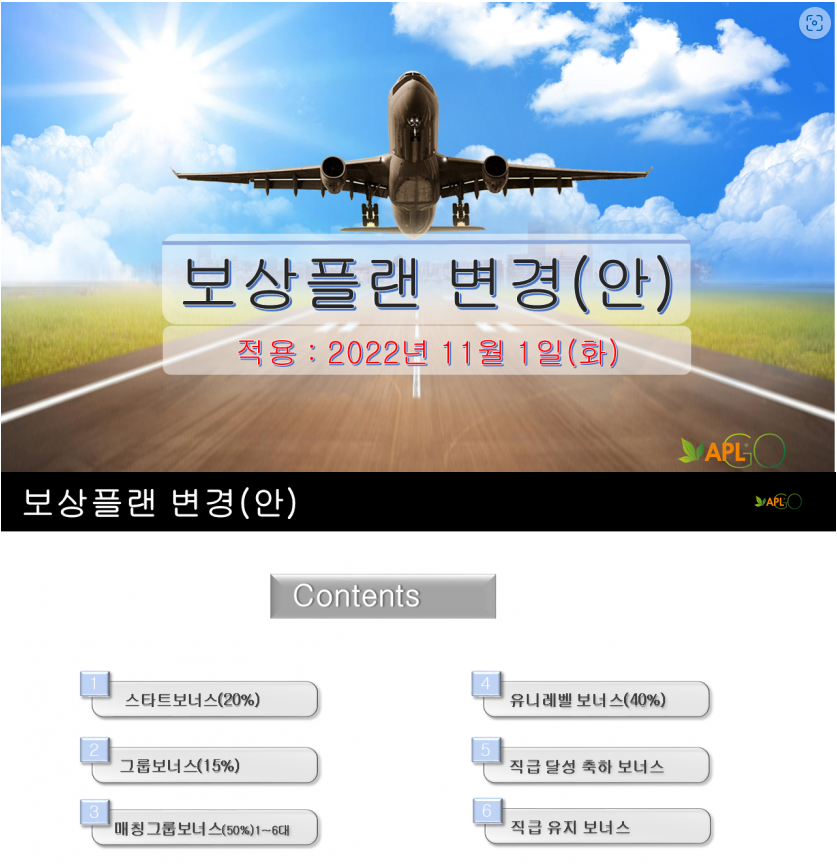 보상플랜 변경(안)
적용 : 2022년 11월 1일(화)
APLGO
보상플랜 변경(안)
APLGO
Contents
1
스타트보너스(20%)
2
그룹보너스(15%)
3
매칭그룹보너스(50%)1~6대
4
유니레벨 보너스(40%)
5
직급 달성 축하 보너스
6
직급 유지 보너스